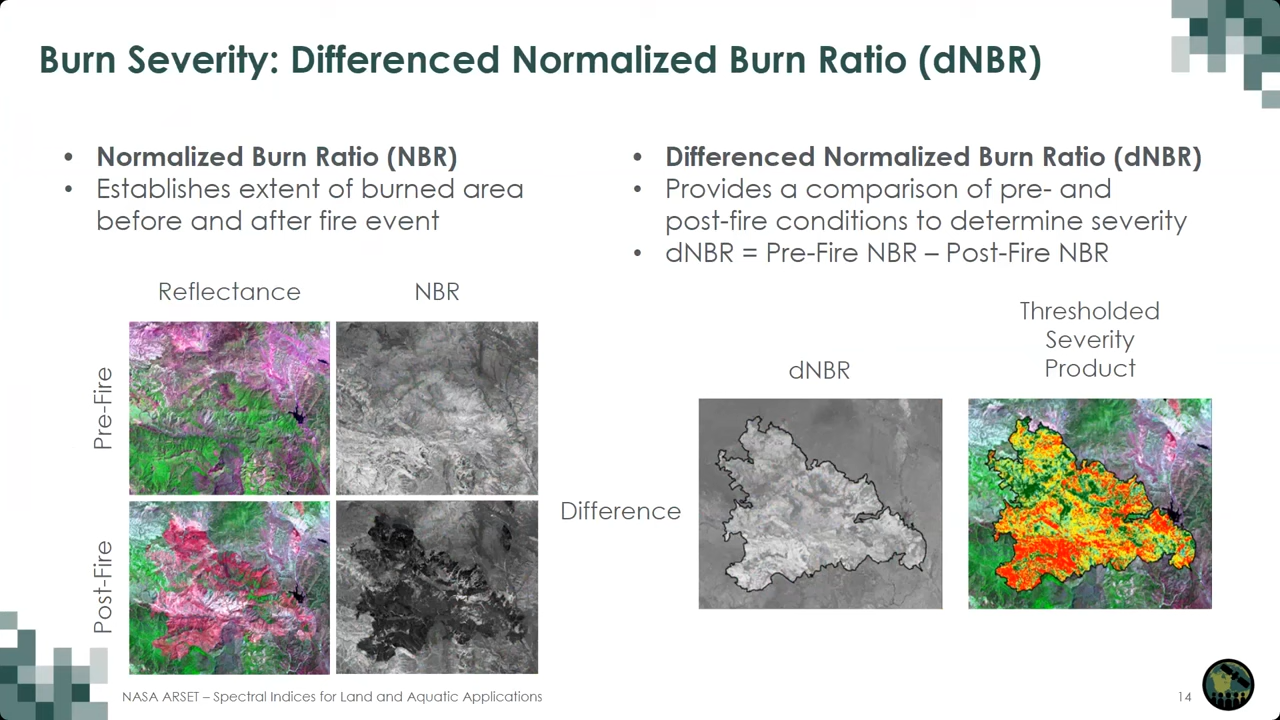 Burn Severity: Differenced Normalized Burn Ratio (dNBR)
• Normalized Burn Ratio (NBR)
• Establishes extent of burned area
before and after fire event
Reflectance
NBR
Pre-Fire
Post-Fire
• Differenced Normalized Burn Ratio (dNBR)
• Provides a comparison of pre- and
post-fire conditions to determine severity
• dNBR = Pre-Fire NBR – Post-Fire NBR
dNBR
Thresholded
Severity
Product
Difference
NASA ARSET – Spectral Indices for Land and Aquatic Applications
14